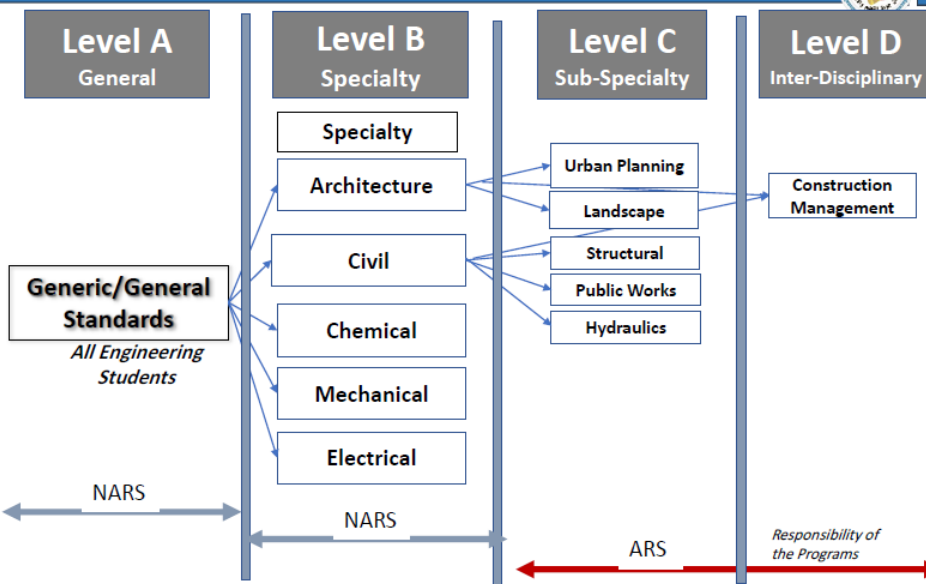 Level A
General
Level B
Specialty
Level C
Sub-Specialty
Level D
Inter-Disciplinary
Specialty
Architecture
Civil
Chemical
Mechanical
Electrical
Generic/General
Standards
All Engineering
Students
Urban Planning
Landscape
Structural
Public Works
Hydraulics
Construction
Management
NARS
NARS
ARS
Responsibility of
the Programs